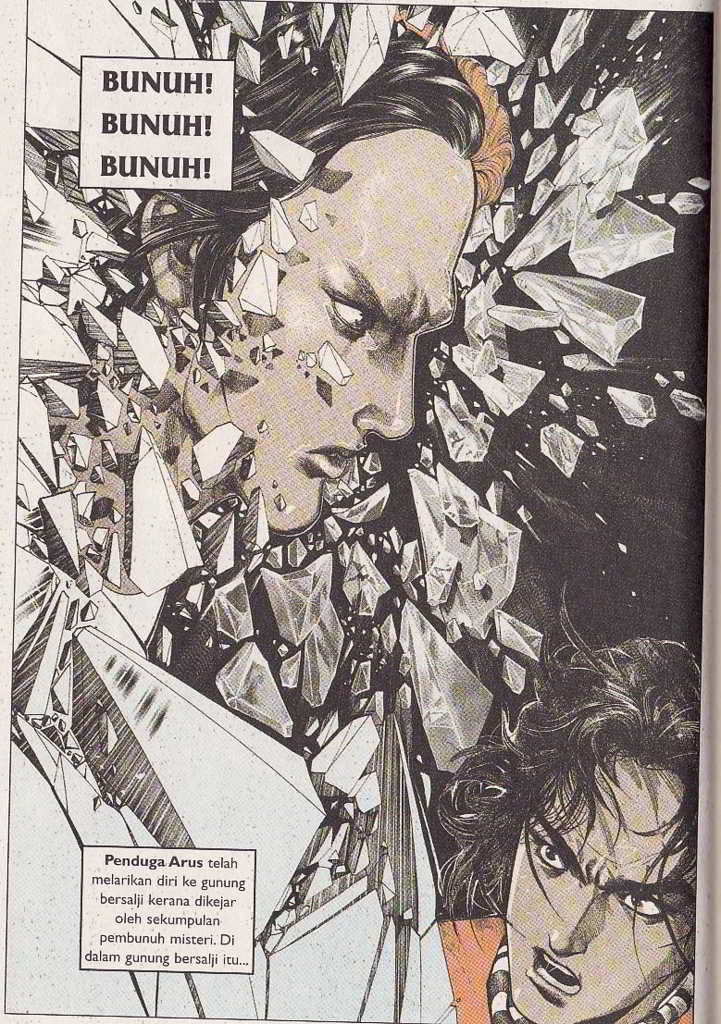 BUNUH!
BUNUH!
BUNUH!
Penduga Arus telah
melarikan diri ke gunung
bersalji kerana dikejar
oleh sekumpulan
pembunuh misteri. Di
dalam gunung bersalji itu...